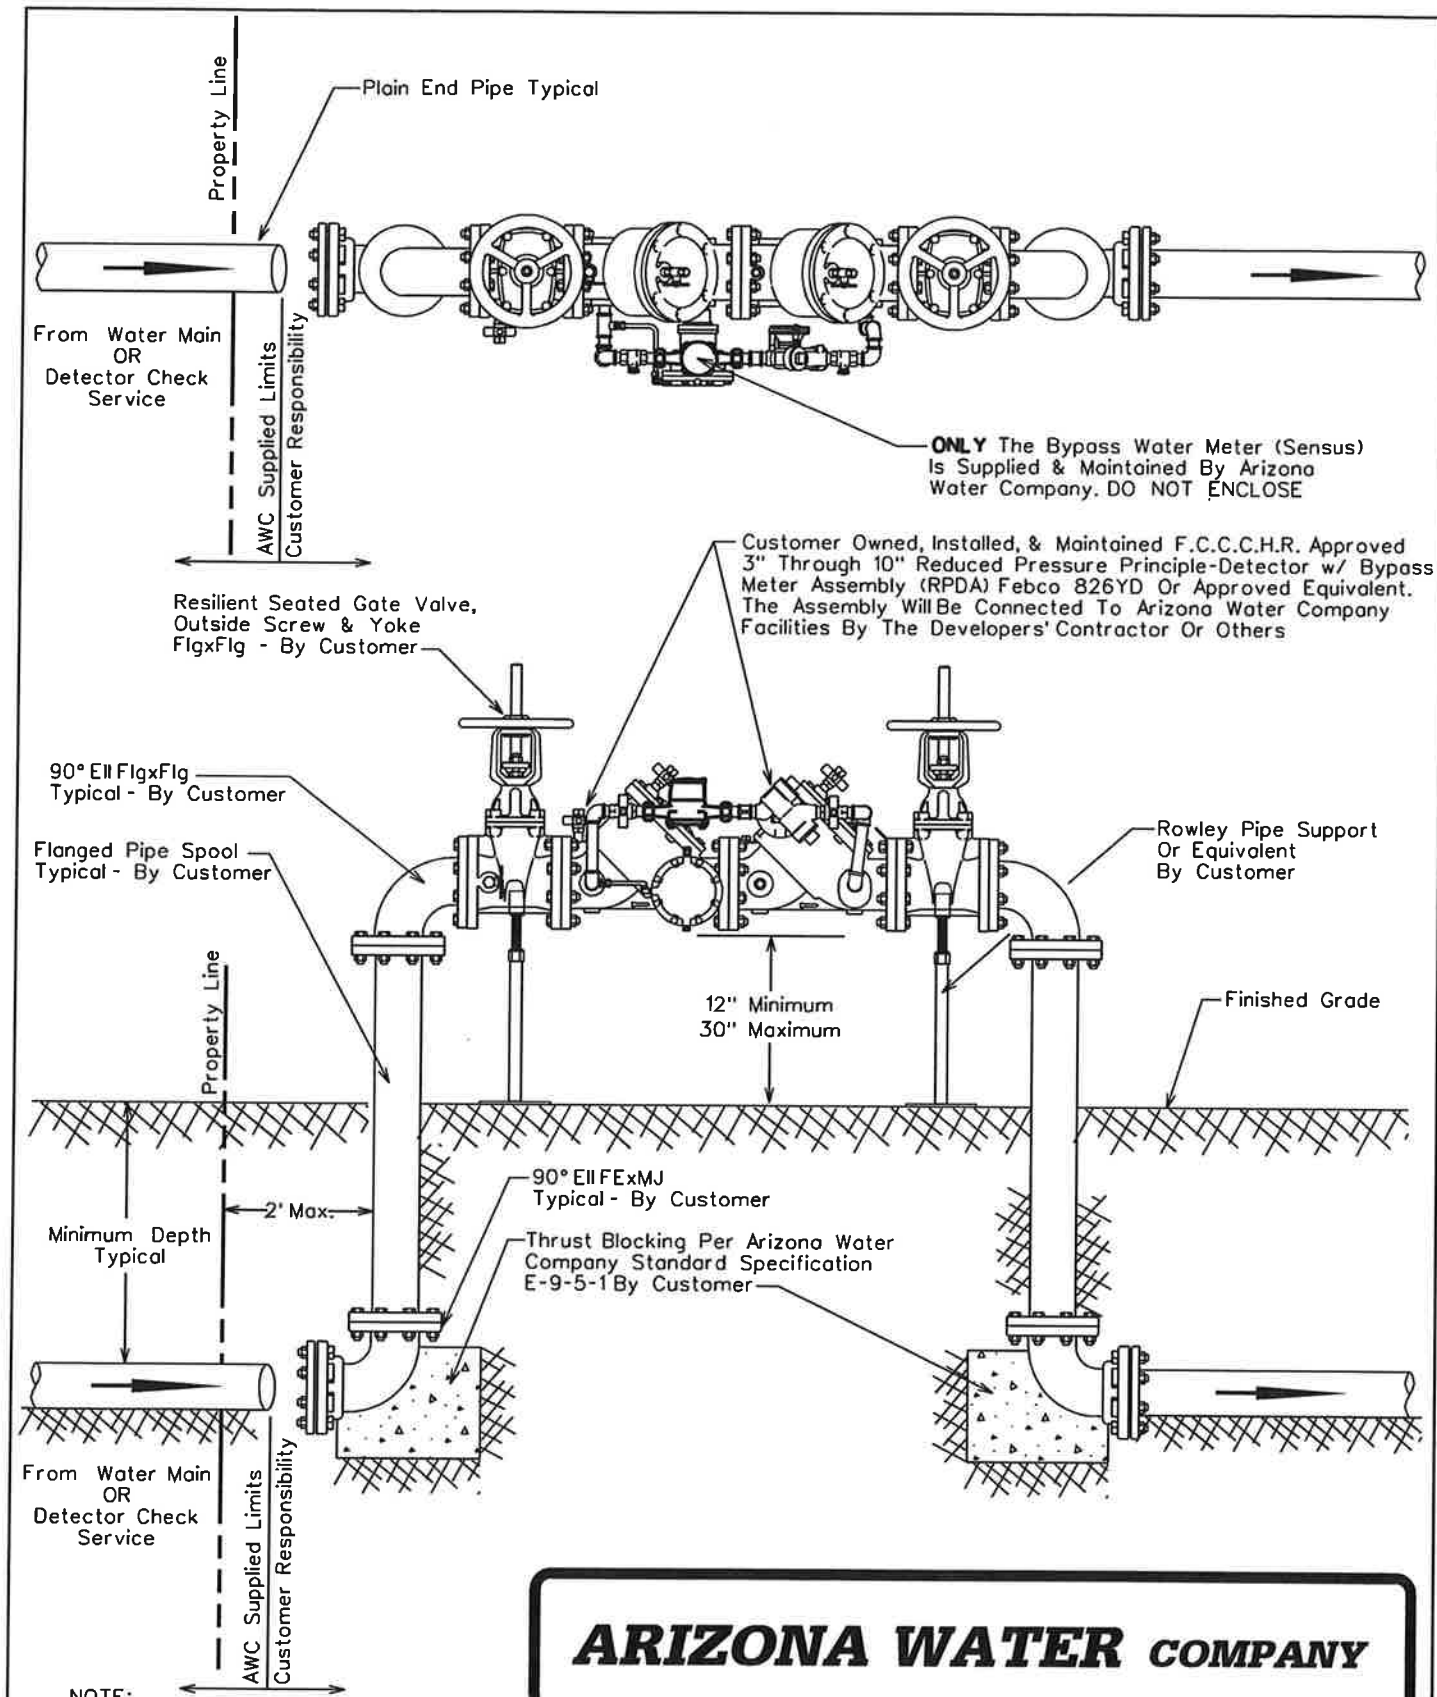 Property Line
Plain End Pipe Typical
From Water Main
OR
Detector Check
Service
AWC Supplied Limits
Customer Responsibility
ONLY The Bypass Water Meter (Sensus)
Is Supplied & Maintained By Arizona
Water Company. DO NOT ENCLOSE
Customer Owned, Installed, & Maintained F.C.C.C.H.R. Approved
3" Through 10" Reduced Pressure Principle-Detector w/ Bypass
Meter Assembly (RPDA) Febco 826YD Or Approved Equivalent.
The Assembly Will Be Connected To Arizona Water Company
Facilities By The Developers' Contractor Or Others
Resilient Seated Gate Valve,
Outside Screw & Yoke
FlgxFlg - By Customer
90° Ell FlgxFlg
Typical - By Customer
Flanged Pipe Spool
Typical - By Customer
Rowley Pipe Support
Or Equivalent
By Customer
Property Line
12" Minimum
30" Maximum
Finished Grade
2' Max.
Minimum Depth
Typical
90° Ell FExMJ
Typical - By Customer
Thrust Blocking Per Arizona Water
Company Standard Specification
E-9-5-1 By Customer
From Water Main
OR
Detector Check
Service
AWC Supplied Limits
Customer Responsibility
ARIZONA WATER COMPANY
NOTE: